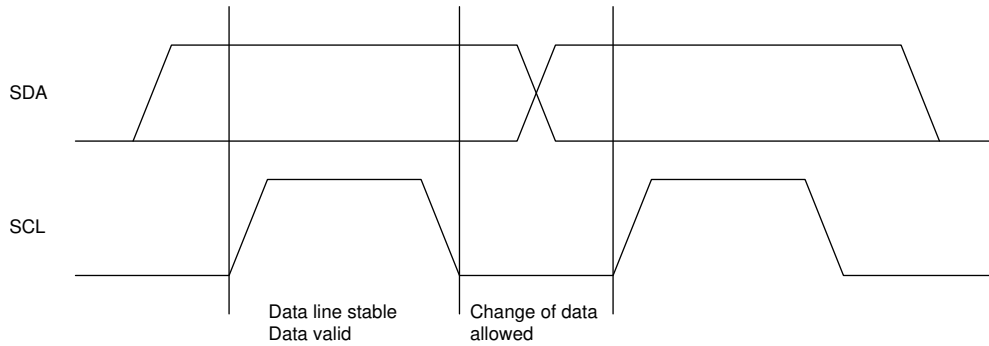 SDA
SCL
Data line stable
Data valid
Change of data
allowed